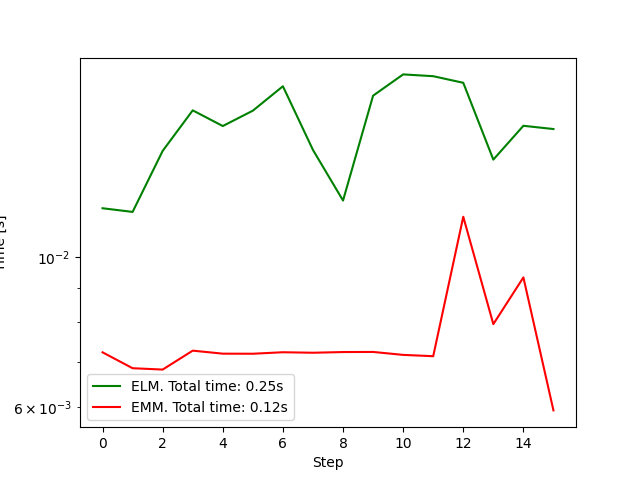 10⁻²
6 × 10⁻³
ELM. Total time: 0.25s
EMM. Total time: 0.12s
0 2 4 6 8 10 12 14
Step